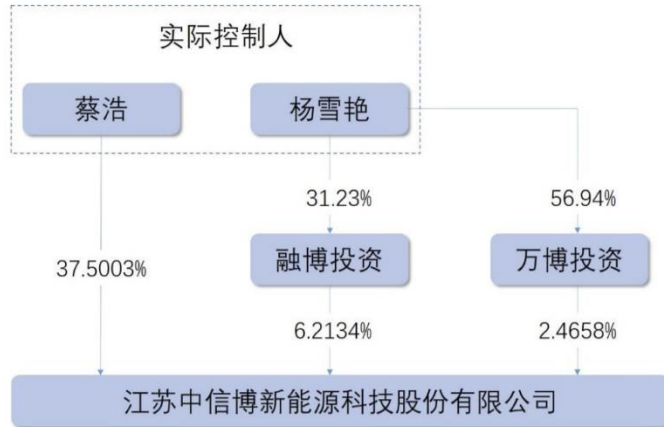 实际控制人
蔡浩
杨雪艳
31.23%
56.94%
37.5003%
融博投资
万博投资
6.2134%
2.4658%
江苏中信博新能源科技股份有限公司